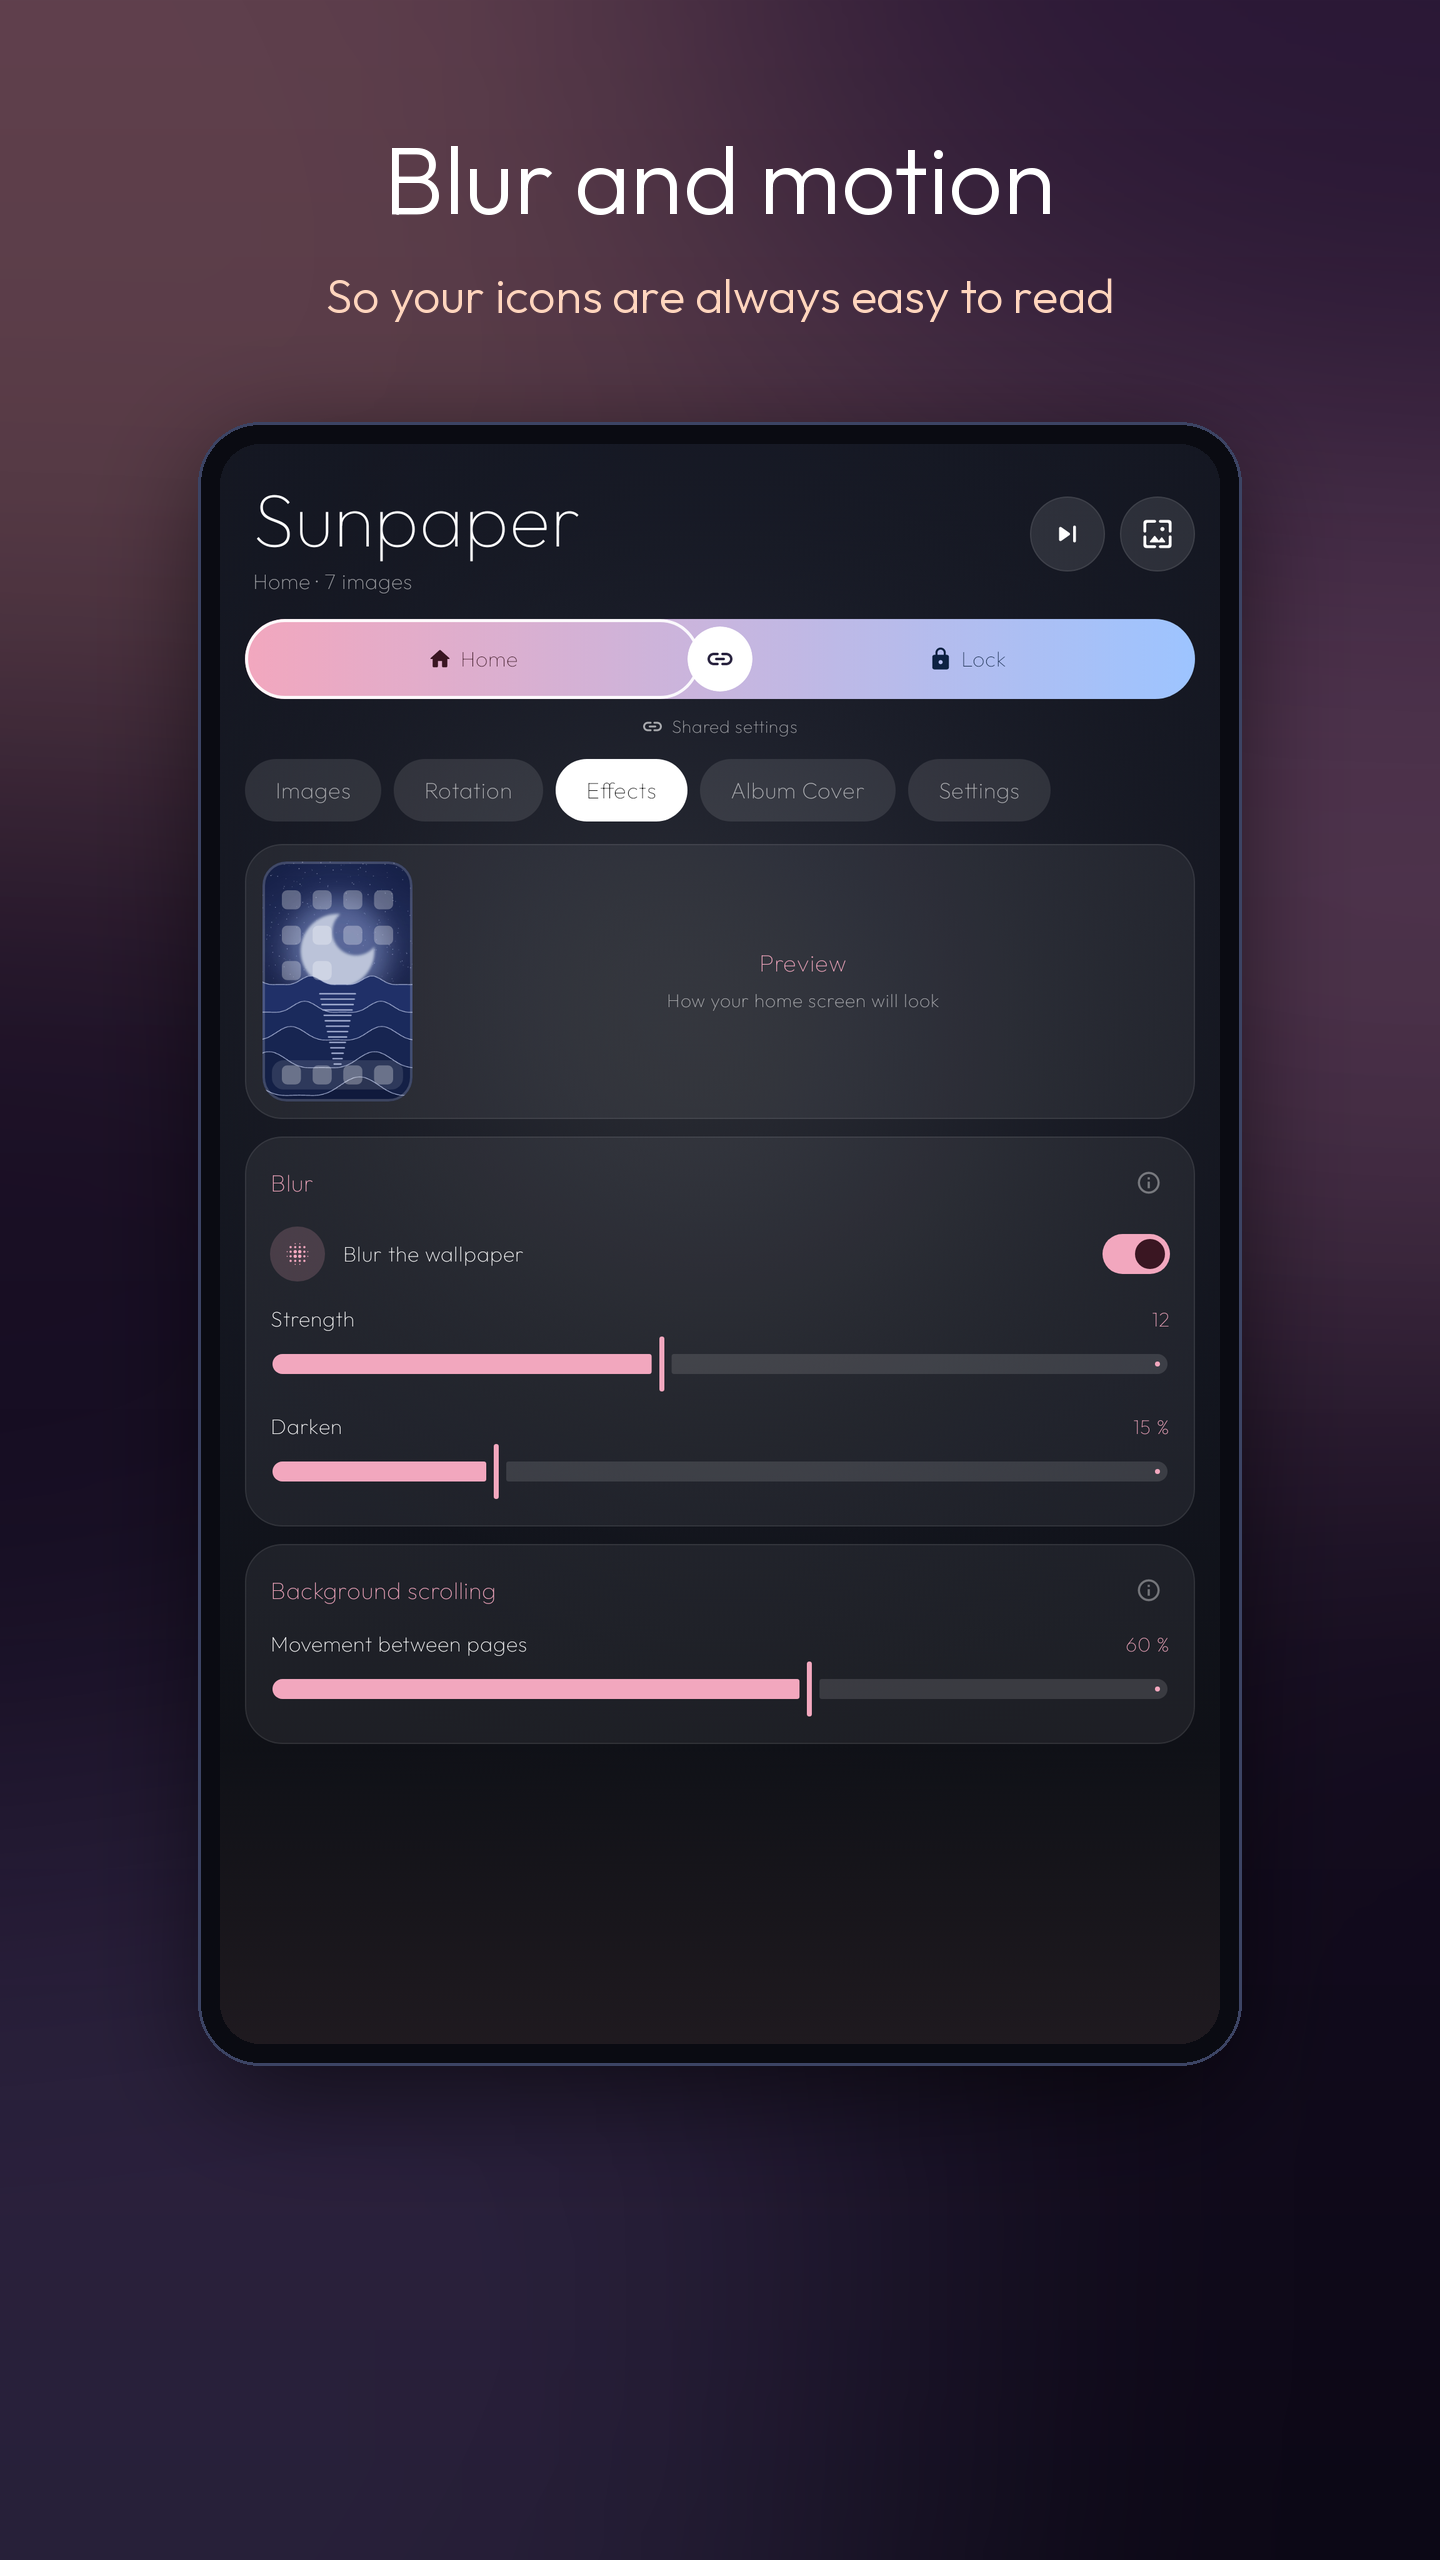 Blur and motion
So your icons are always easy to read
Sunpaper
Home · 7 images
Home
Lock
Shared settings
Images
Rotation
Effects
Album Cover
Settings
Preview
How your home screen will look
Blur
Blur the wallpaper
Strength
12
Darken
15 %
Background scrolling
Movement between pages
60 %